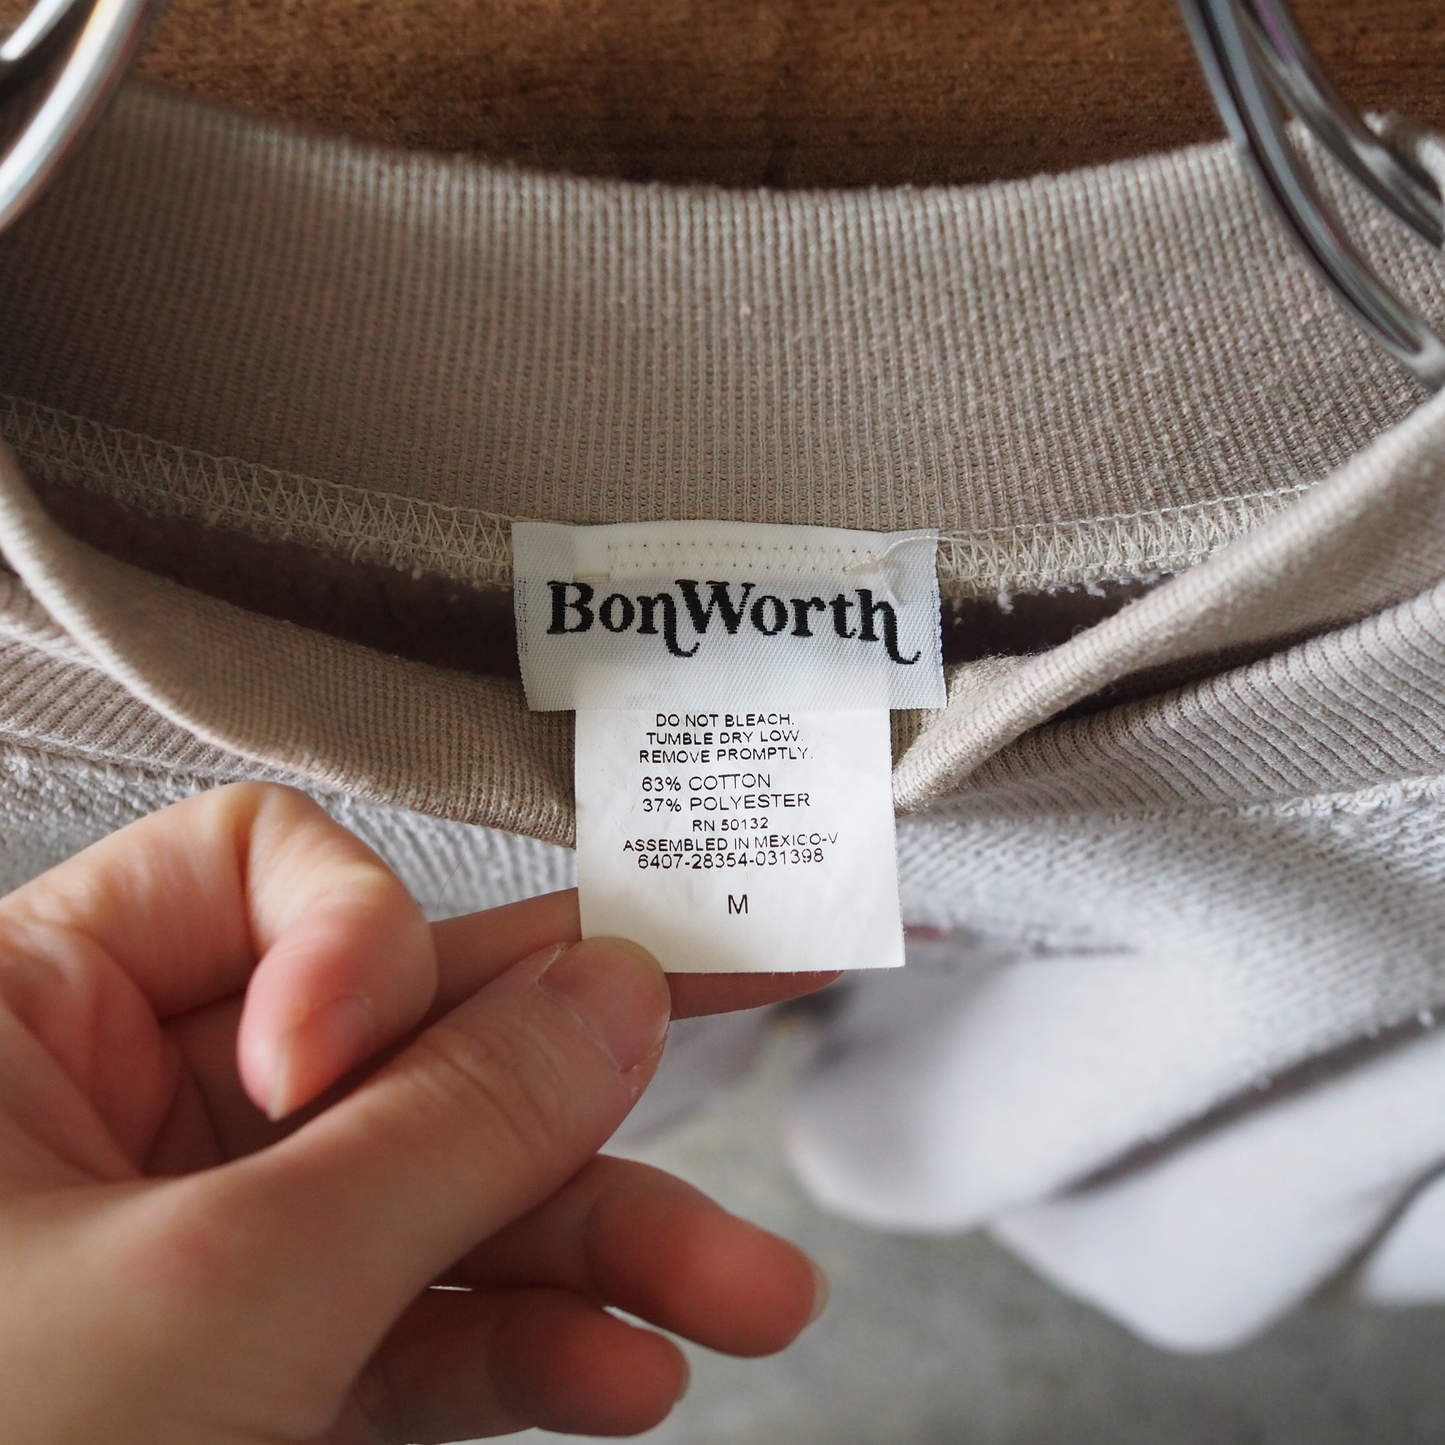 BonWorth
DO NOT BLEACH.
TUMBLE DRY LOW.
REMOVE PROMPTLY.
63% COTTON
37% POLYESTER
RN 50132
ASSEMBLED IN MEXICO-V
6407-28354-031398
M